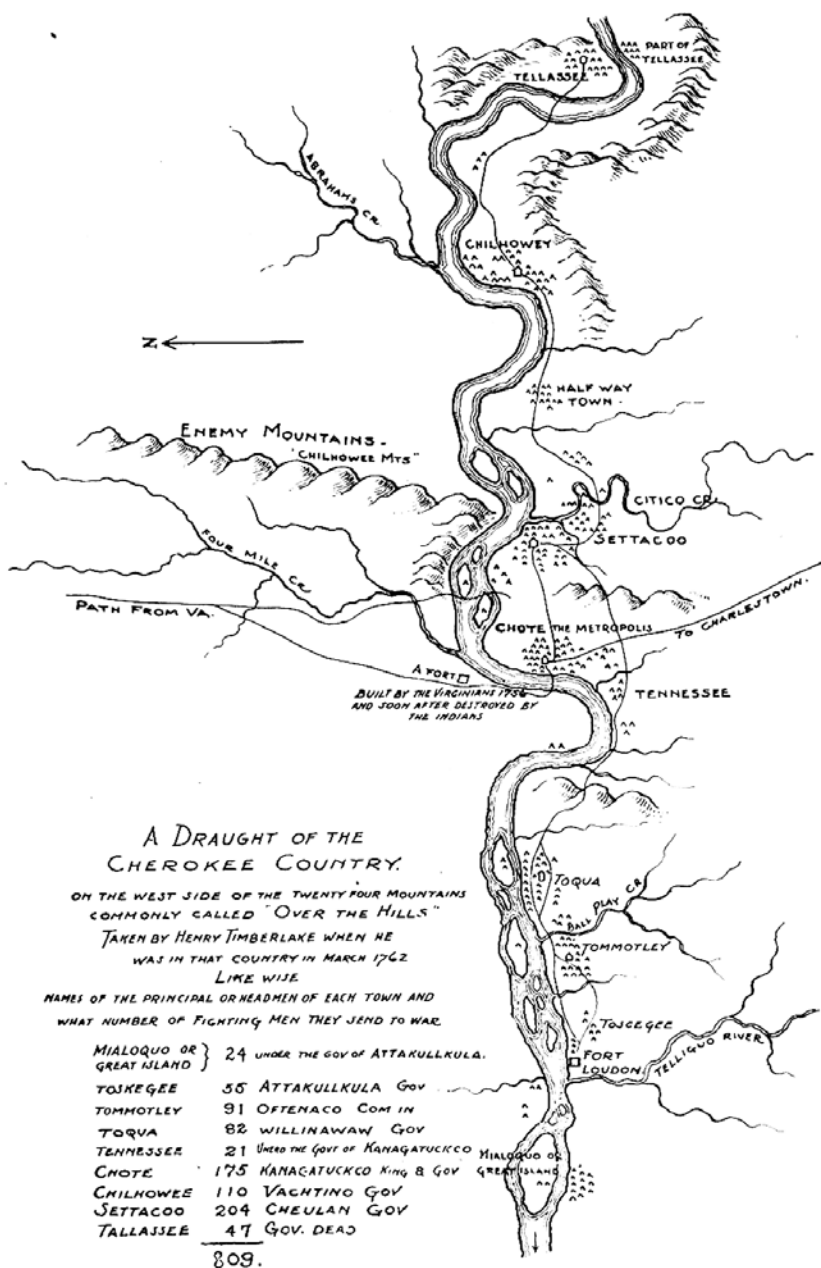 PART OF
TELLASSEE
TELLASSEE
ABRAHAMS CR.
CHILHOWEY
N
HALF WAY
TOWN
ENEMY MOUNTAINS -
"CHILHOWEE MTS"
CITICO CR.
SETTACOO
FOUR MILE CR
PATH FROM VA.
CHOTE THE METROPOLIS
TO CHARLESTOWN.
A FORT
BUILT BY THE VIRGINIANS 1756
AND SOON AFTER DESTROYED BY
THE INDIANS
TENNESSEE
A DRAUGHT OF THE
CHEROKEE COUNTRY.
ON THE WEST SIDE OF THE TWENTY FOUR MOUNTAINS
COMMONLY CALLED "OVER THE HILLS"
TAKEN BY HENRY TIMBERLAKE WHEN HE
WAS IN THAT COUNTRY IN MARCH 1762
LIKE WISE
NAMES OF THE PRINCIPAL OR HEADMEN OF EACH TOWN AND
WHAT NUMBER OF FIGHTING MEN THEY SEND TO WAR
MIALOQUO OR
GREAT ISLAND } 24 UNDER THE GOV OF ATTAKULLKULA.
TOSKEGEE 55 ATTAKULLKULA GOV
TOMMOTLEY 91 OFTENACO COM IN
TOQUA 82 WILLINAWAW GOV
TENNESSEE 21 UNERD THE GOVT OF KANAGATUCKCO
CHOTE 175 KANAGATUCKCO KING & GOV
CHILHOWEE 110 YACHTINO GOV
SETTACOO 204 CHEULAH GOV
TALLASSEE 47 GOV. DEAD
809.
TOQUA
BALL PLAY CR
TOMMOTLEY
TOSKEGEE
FORT
LOUDON
TELLIQUO RIVER
MIALOQUO OR
GREAT ISLAND